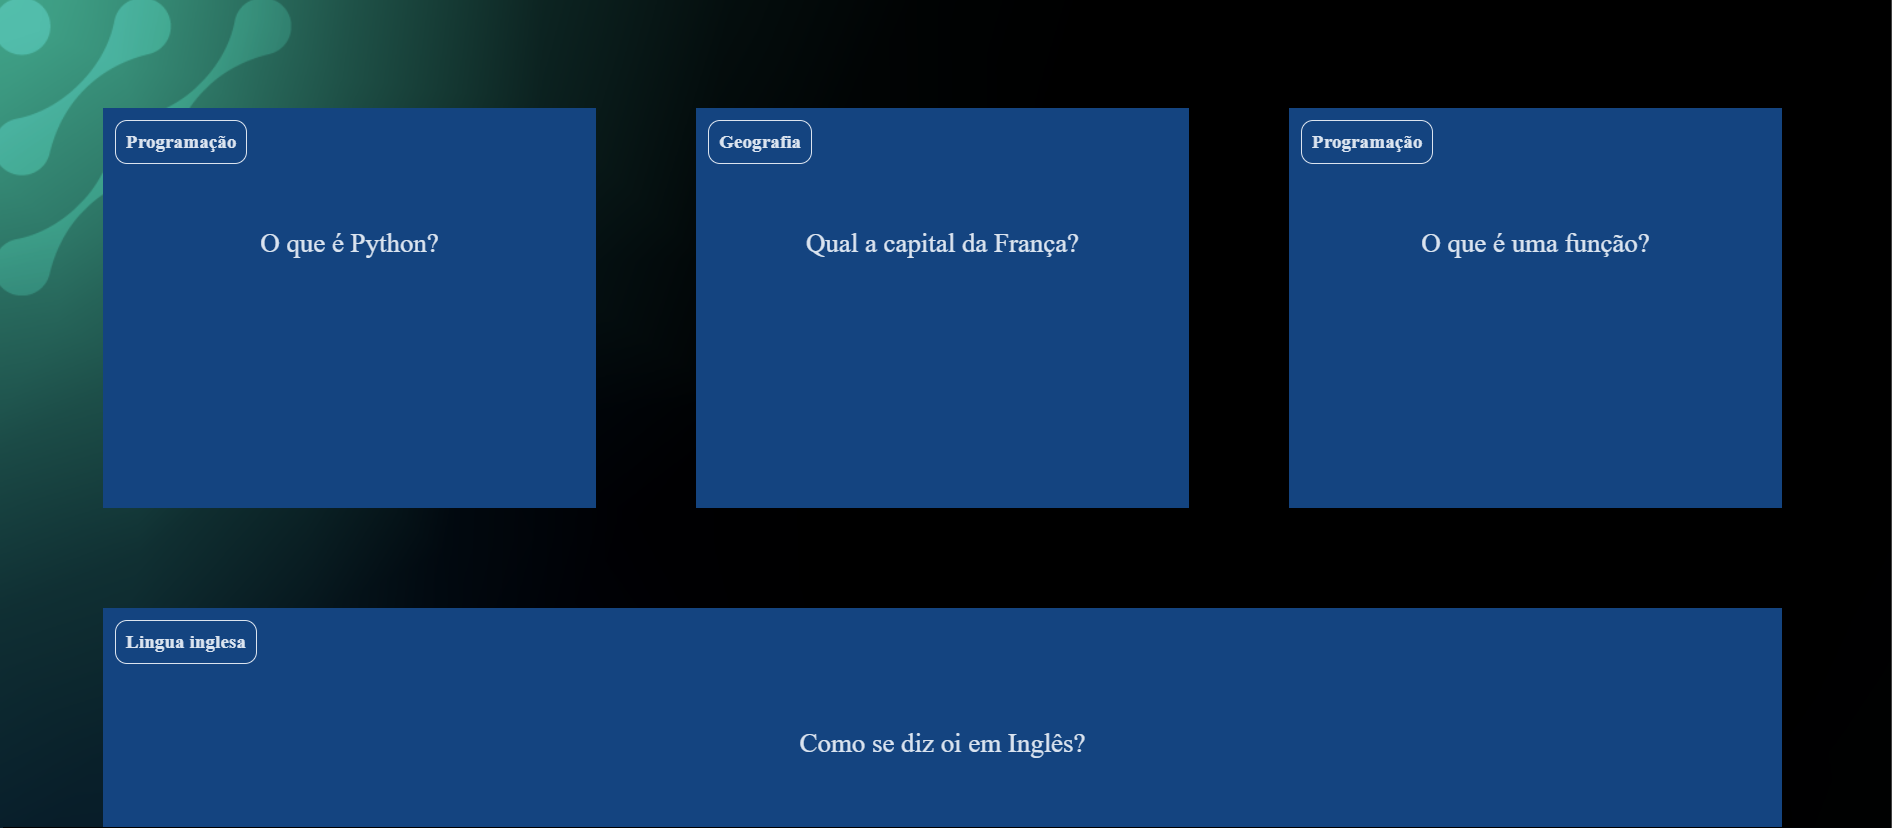 Programação
O que é Python?
Geografia
Qual a capital da França?
Programação
O que é uma função?
Lingua inglesa
Como se diz oi em Inglês?